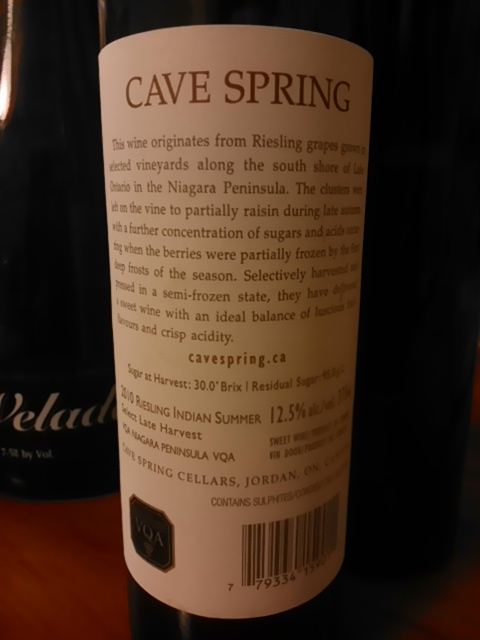 CAVE SPRING
This wine originates from Riesling grapes grown
selected vineyards along the south shore of Lake
Ontario in the Niagara Peninsula. The clusters were
left on the vine to partially raisin during late autumn,
with a further concentration of sugars and acids
when the berries were partially frozen by the first
deep frosts of the season. Selectively harvested and
pressed in a semi-frozen state, they have
a sweet wine with an ideal balance of luscious
flavours and crisp acidity.
cavespring.ca
Sugar at Harvest: 30.0° Brix | Residual Sugar:
2010 RIESLING INDIAN SUMMER 12.5% alc/vol.
Select Late Harvest
VQA NIAGARA PENINSULA VQA
SWEET WINE/
VIN DOUX/
CAVE SPRING CELLARS, JORDAN, ON,
CONTAINS SULPHITES/
VQA
7 79334
Velad
by Vol.